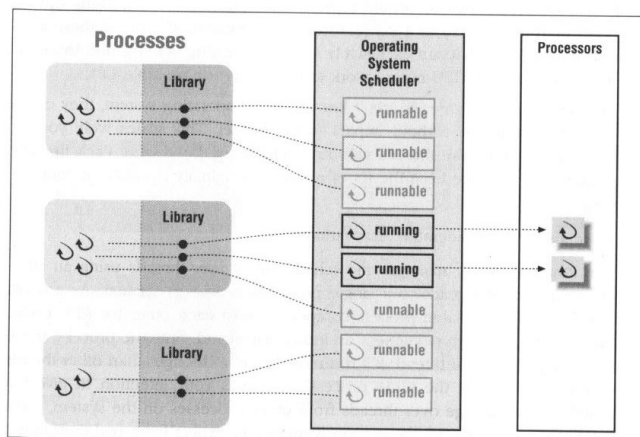 Processes
Library
Library
Library
Operating
System
Scheduler
runnable
runnable
runnable
running
running
runnable
runnable
runnable
Processors